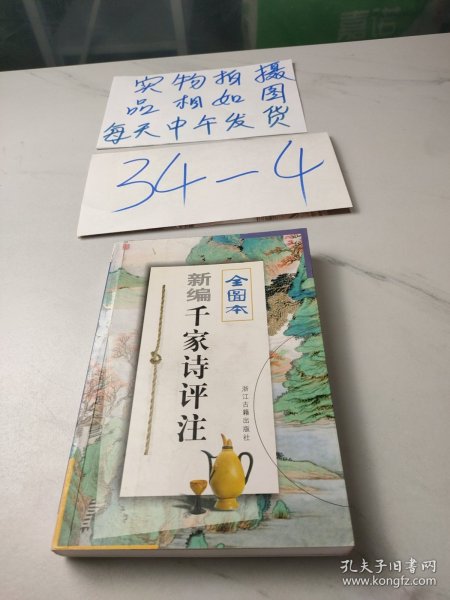 实物拍摄
品相如图
每天中午发货
34-4
全图本
新编
千家诗评注
浙江古籍出版社
孔夫子旧书网
www.kongfz.com